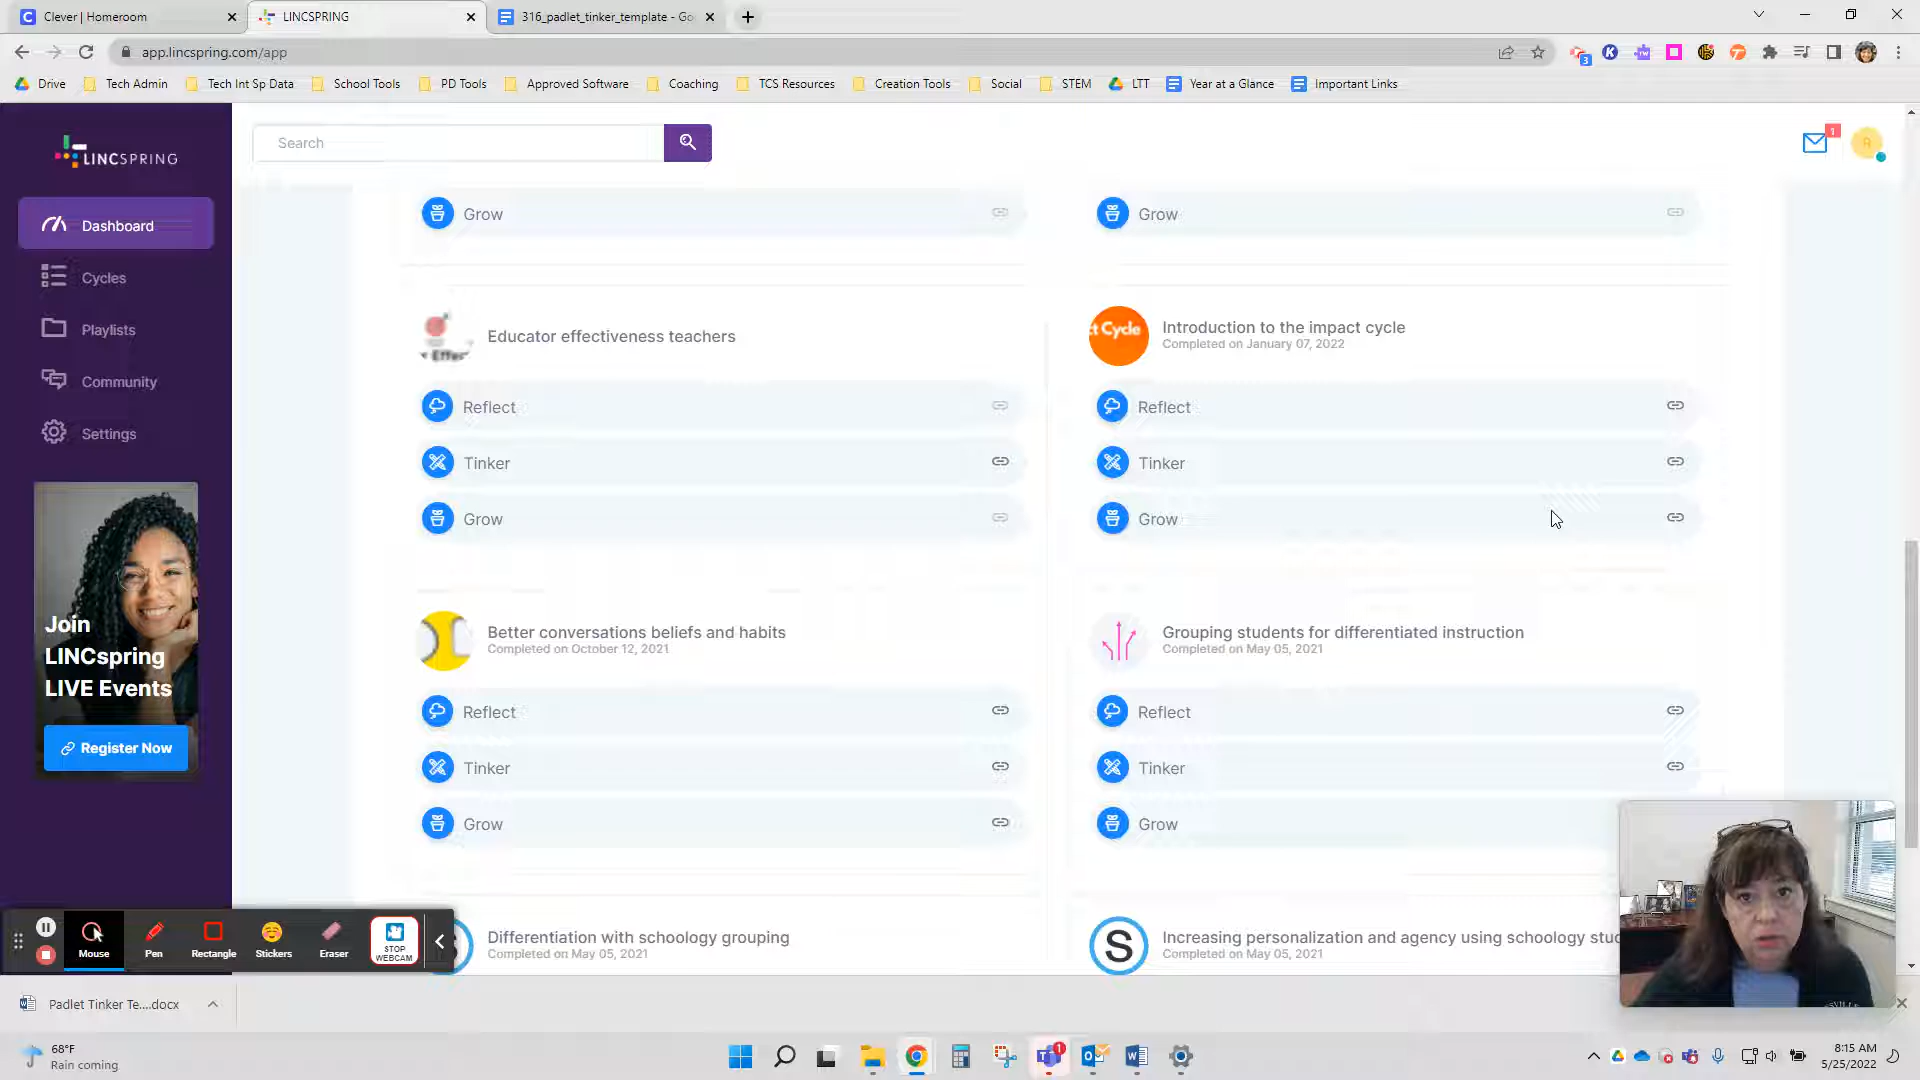 Clever | Homeroom
LINCSPRING
316_padlet_tinker_template - Go
app.lincspring.com/app
3
Drive
Tech Admin
Tech Int Sp Data
School Tools
PD Tools
Approved Software
Coaching
TCS Resources
Creation Tools
Social
STEM
LTT
Year at a Glance
Important Links
LINCSPRING
Search
1
R
Dashboard
Cycles
Playlists
Community
Settings
Join
LINCspring
LIVE Events
Register Now
Grow
Grow
Educator effectiveness teachers
Reflect
Tinker
Grow
t Cycle
Introduction to the impact cycle
Completed on January 07, 2022
Reflect
Tinker
Grow
Better conversations beliefs and habits
Completed on October 12, 2021
Reflect
Tinker
Grow
Grouping students for differentiated instruction
Completed on May 05, 2021
Reflect
Tinker
Grow
Differentiation with schoology grouping
Completed on May 05, 2021
S
Increasing personalization and agency using schoology stu
Completed on May 05, 2021
Mouse
Pen
Rectangle
Stickers
Eraser
STOP
WEBCAM
Padlet Tinker Te....docx
68°F
Rain coming
1
8:15 AM
5/25/2022